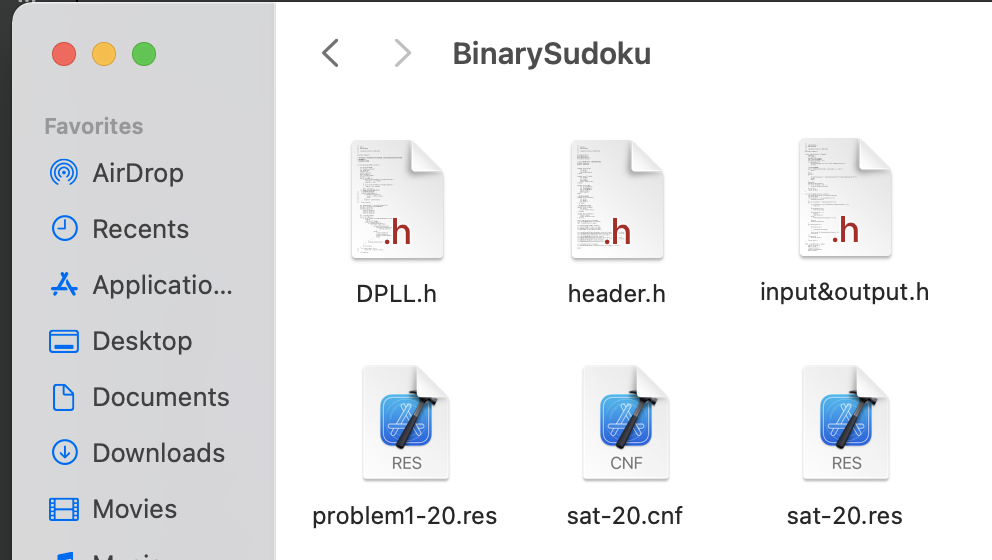 BinarySudoku
Favorites
AirDrop
Recents
Applicatio...
Desktop
Documents
Downloads
Movies
.h
.h
.h
DPLL.h
header.h
input&output.h
RES
CNF
RES
problem1-20.res
sat-20.cnf
sat-20.res